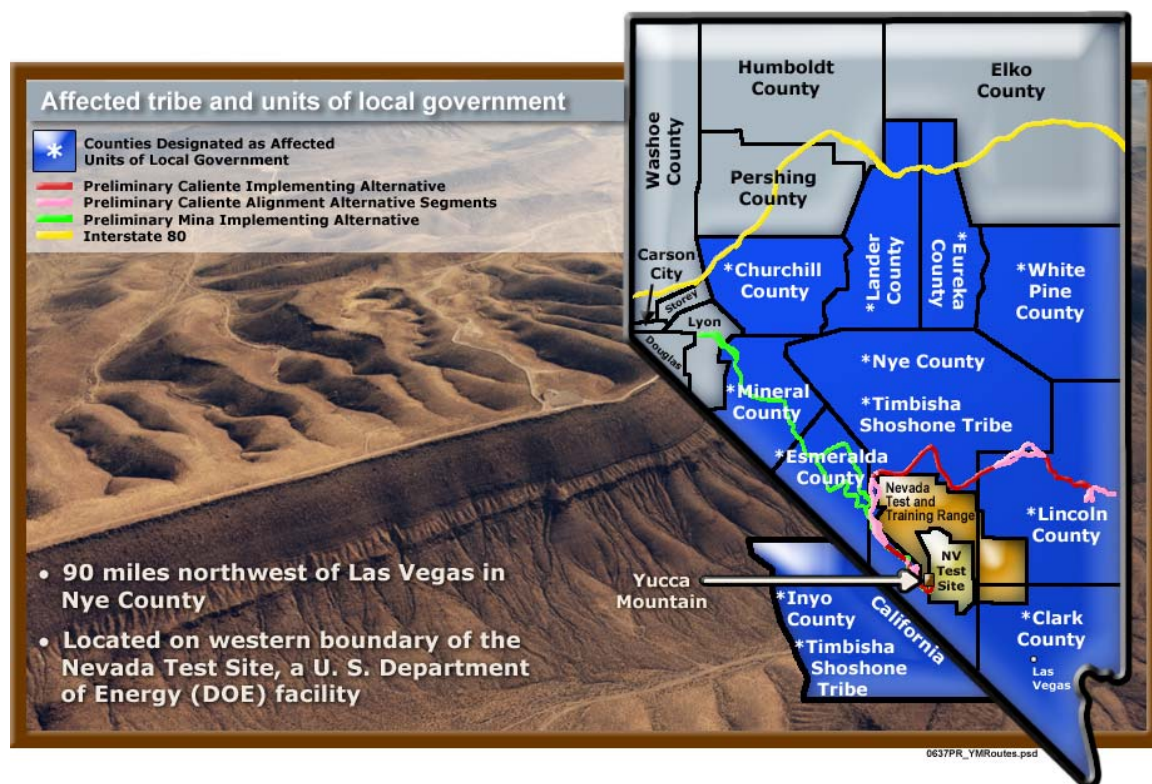 Affected tribe and units of local government
*
Counties Designated as Affected
Units of Local Government
Preliminary Caliente Implementing Alternative
Preliminary Caliente Alignment Alternative Segments
Preliminary Mina Implementing Alternative
Interstate 80
Humboldt
County
Elko
County
Washoe
County
Pershing
County
Carson
City
Storey
Lyon
Douglas
*Churchill
County
*Lander
County
*Eureka
County
*White
Pine
County
*Nye County
*Timbisha
Shoshone Tribe
*Mineral
County
*Esmeralda
County
Nevada
Test and
Training Range
*Lincoln
County
NV
Test
Site
Yucca
Mountain
*Inyo
County
*Timbisha
Shoshone
Tribe
California
*Clark
County
Las
Vegas
• 90 miles northwest of Las Vegas in
Nye County
• Located on western boundary of the
Nevada Test Site, a U. S. Department
of Energy (DOE) facility
0637PR_YMRoutes.psd